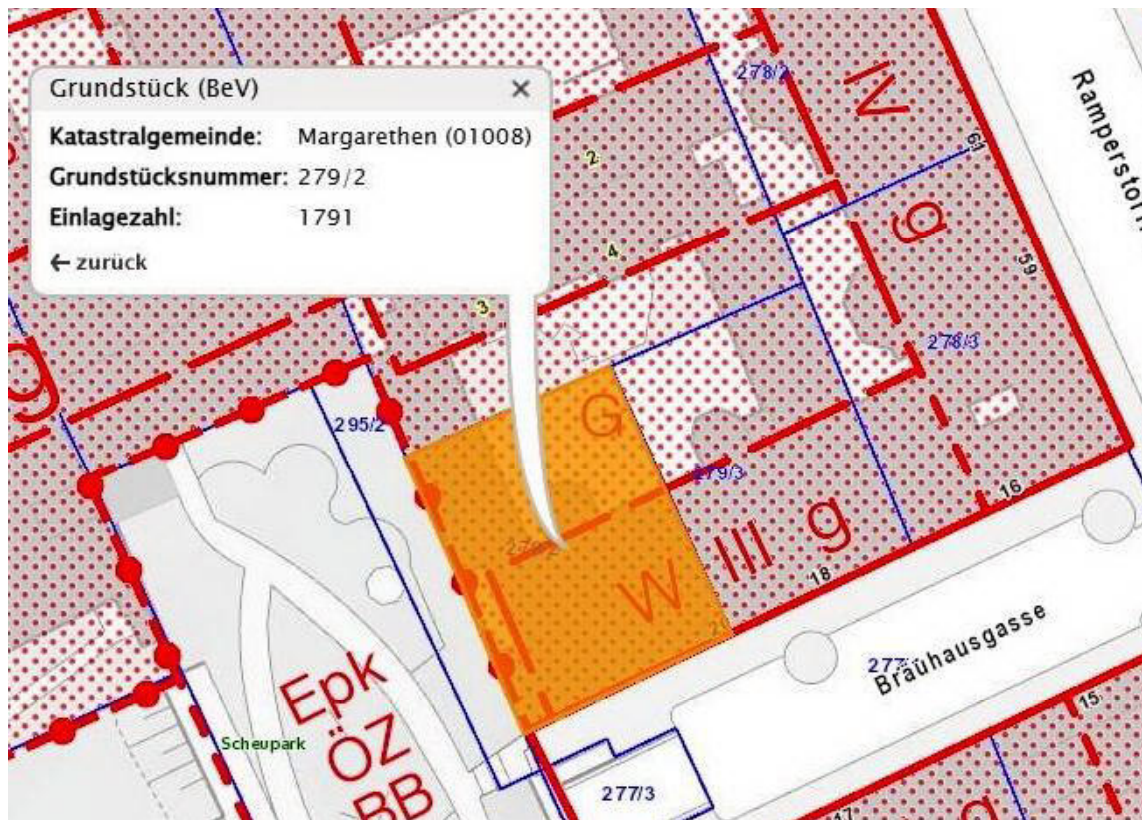 Grundstück (BeV)
Katastralgemeinde: Margarethen (01008)
Grundstücksnummer: 279/2
Einlagezahl: 1791
← zurück
278/2
IV
g
61
59
2
4
3
g
295/2
G
278/3
279/3
III g
16
18
W
Bräuhausgasse
Epk
ÖZ
BB
Scheupark
277/3
15
17
g